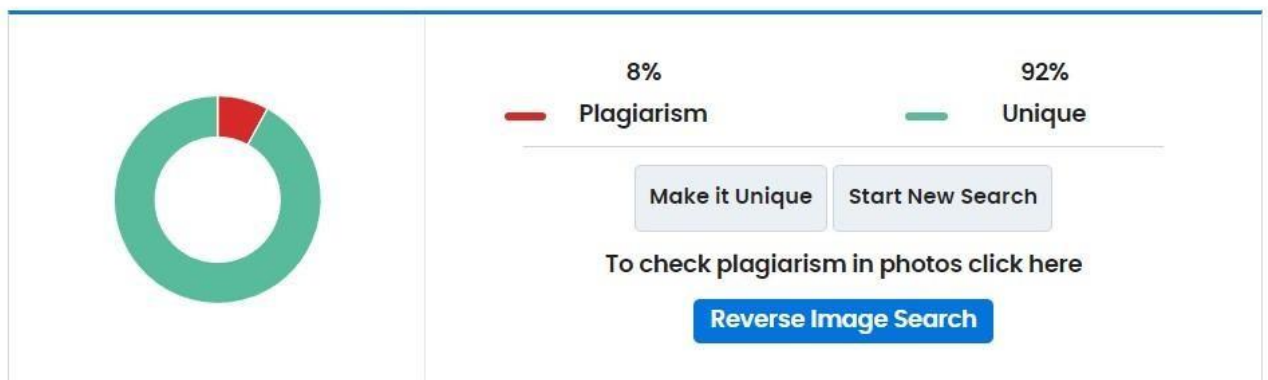 8% 92%
Plagiarism Unique
Make it Unique Start New Search
To check plagiarism in photos click here
Reverse Image Search